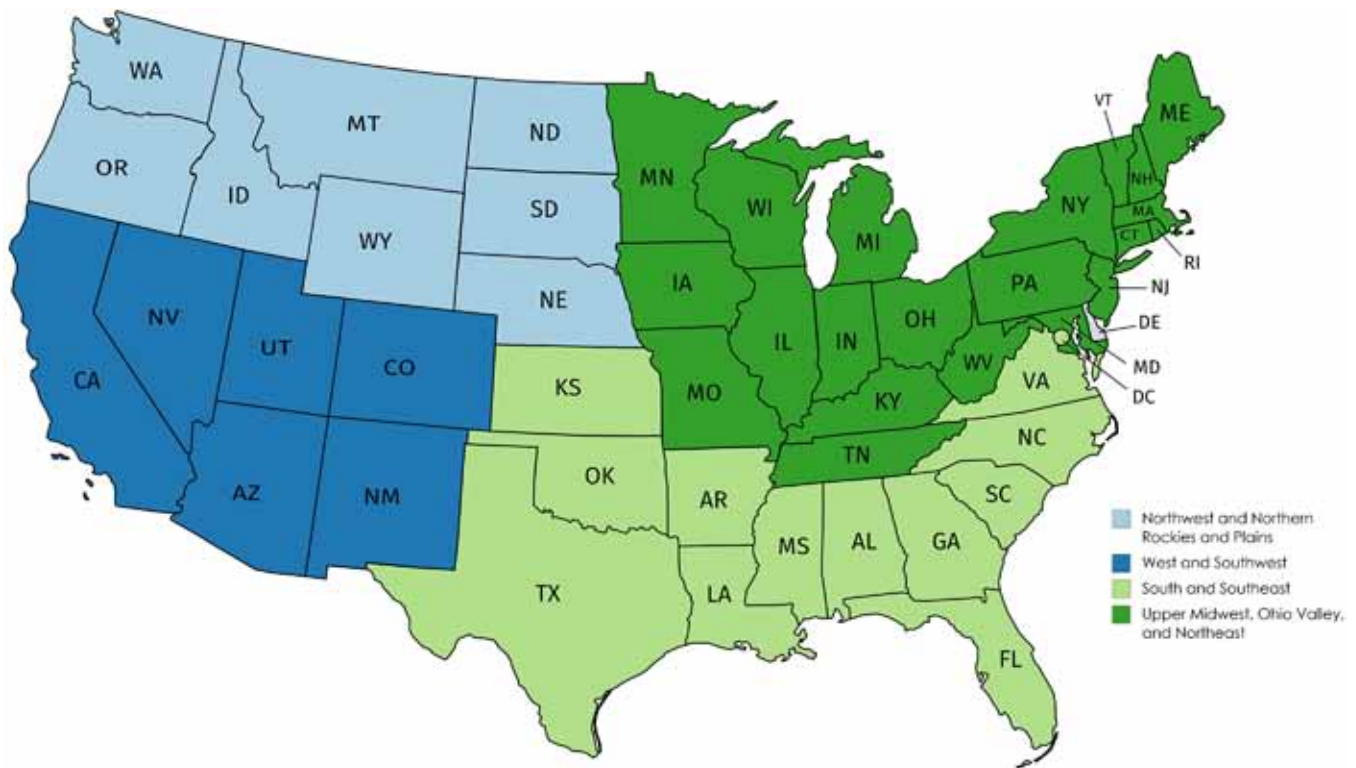 WA
MT
ND
OR
ID
SD
WY
NE
MN
WI
MI
IA
IL
IN
OH
MO
KY
WV
TN
VT
ME
NH
NY
MA
CT
RI
PA
NJ
DE
MD
DC
VA
NV
UT
CO
CA
AZ
NM
KS
OK
AR
NC
SC
MS
AL
GA
TX
LA
FL
Northwest and Northern
Rockies and Plains
West and Southwest
South and Southeast
Upper Midwest, Ohio Valley,
and Northeast